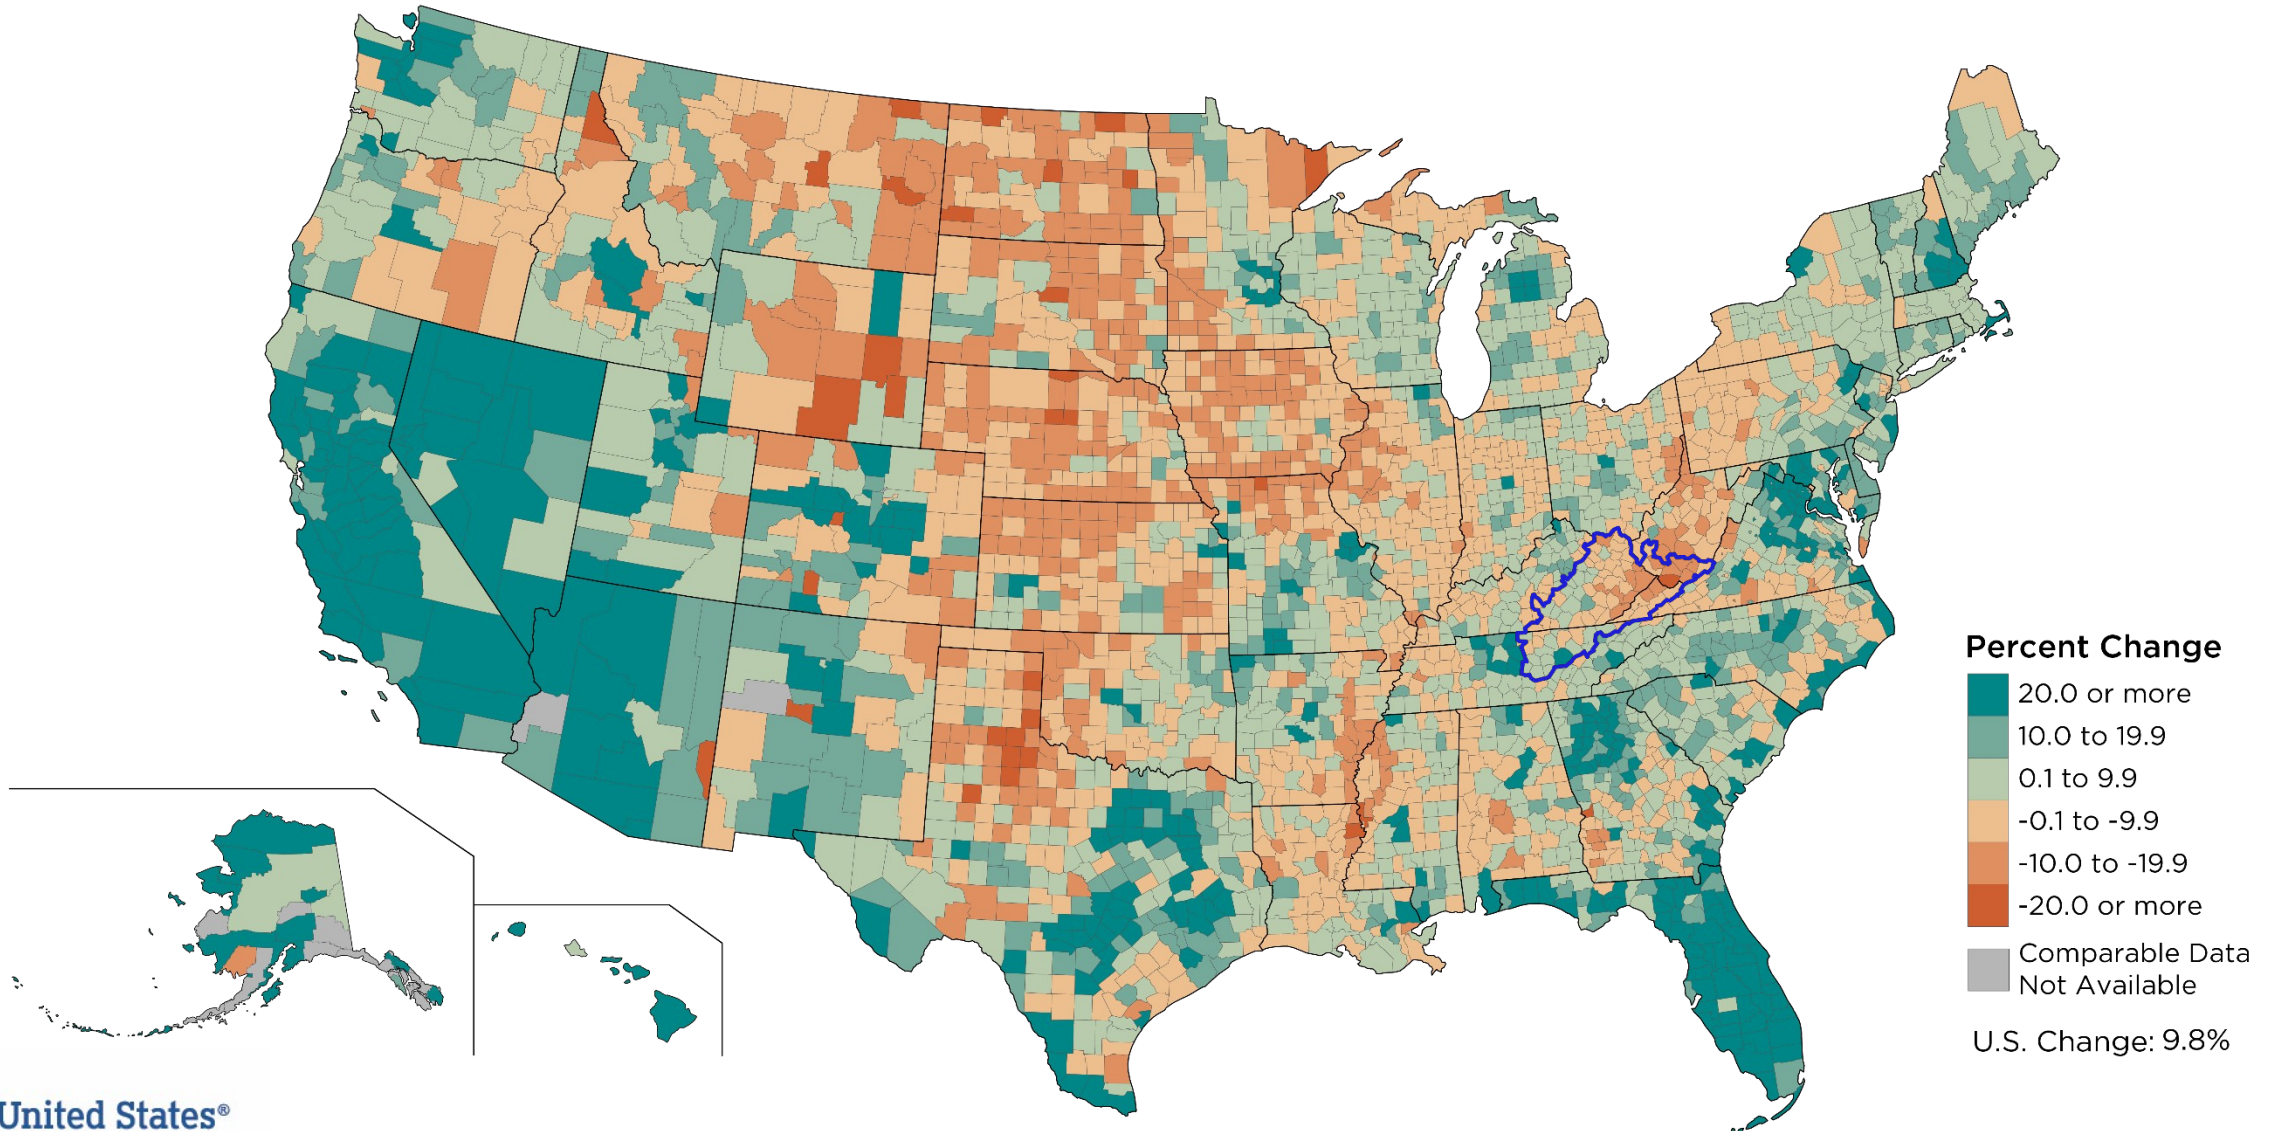 Percent Change
20.0 or more
10.0 to 19.9
0.1 to 9.9
-0.1 to -9.9
-10.0 to -19.9
-20.0 or more
Comparable Data
Not Available
U.S. Change: 9.8%
United States®